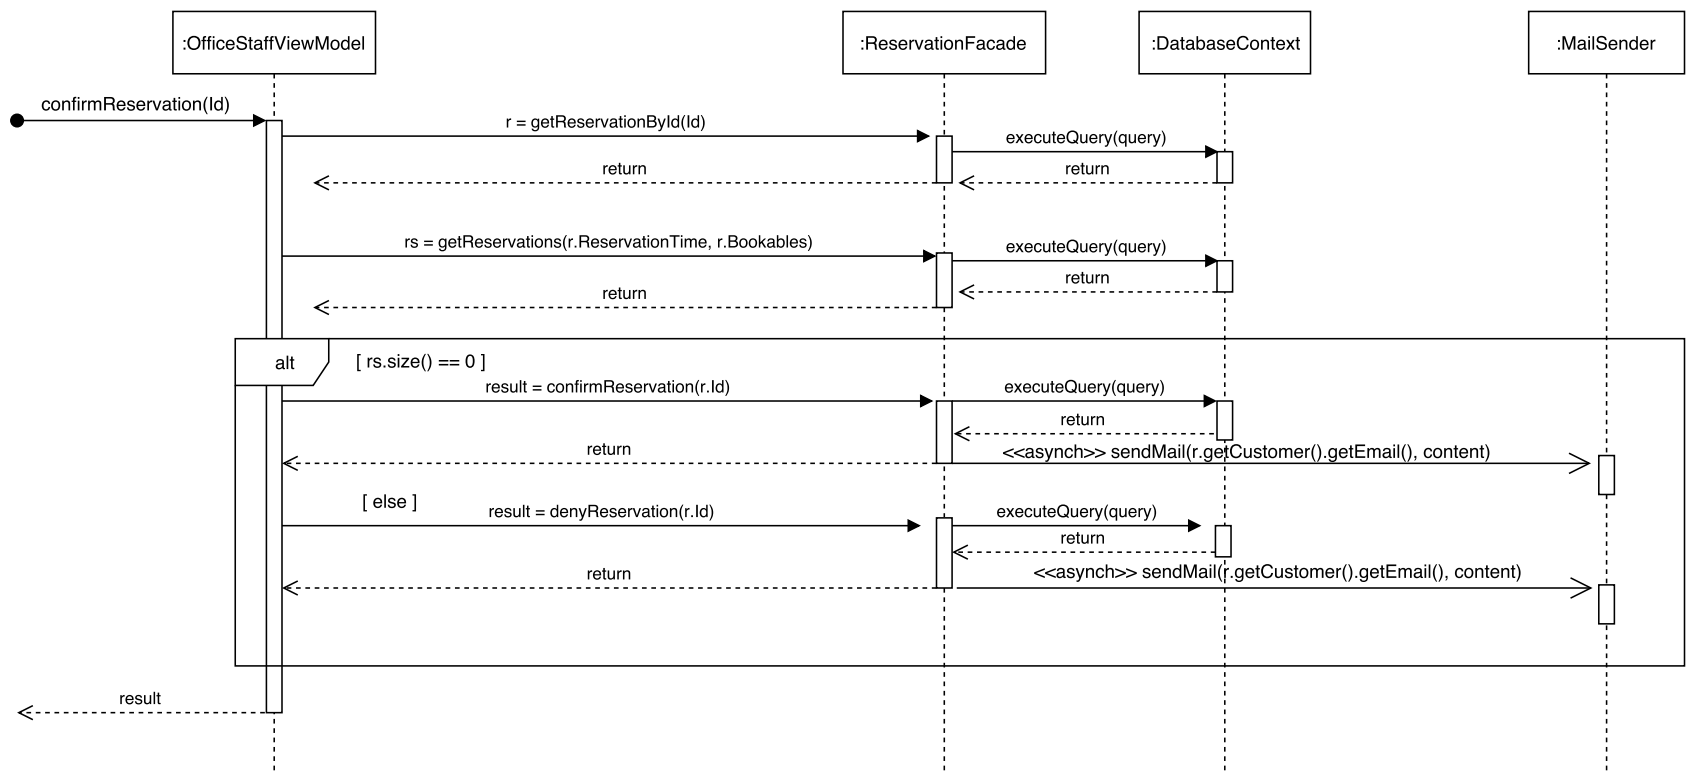 :OfficeStaffViewModel
:ReservationFacade
:DatabaseContext
:MailSender
confirmReservation(Id)
r = getReservationById(Id)
executeQuery(query)
return
return
rs = getReservations(r.ReservationTime, r.Bookables)
executeQuery(query)
return
return
alt
[ rs.size() == 0 ]
result = confirmReservation(r.Id)
executeQuery(query)
return
return
<<asynch>> sendMail(r.getCustomer().getEmail(), content)
[ else ]
result = denyReservation(r.Id)
executeQuery(query)
return
return
<<asynch>> sendMail(r.getCustomer().getEmail(), content)
result